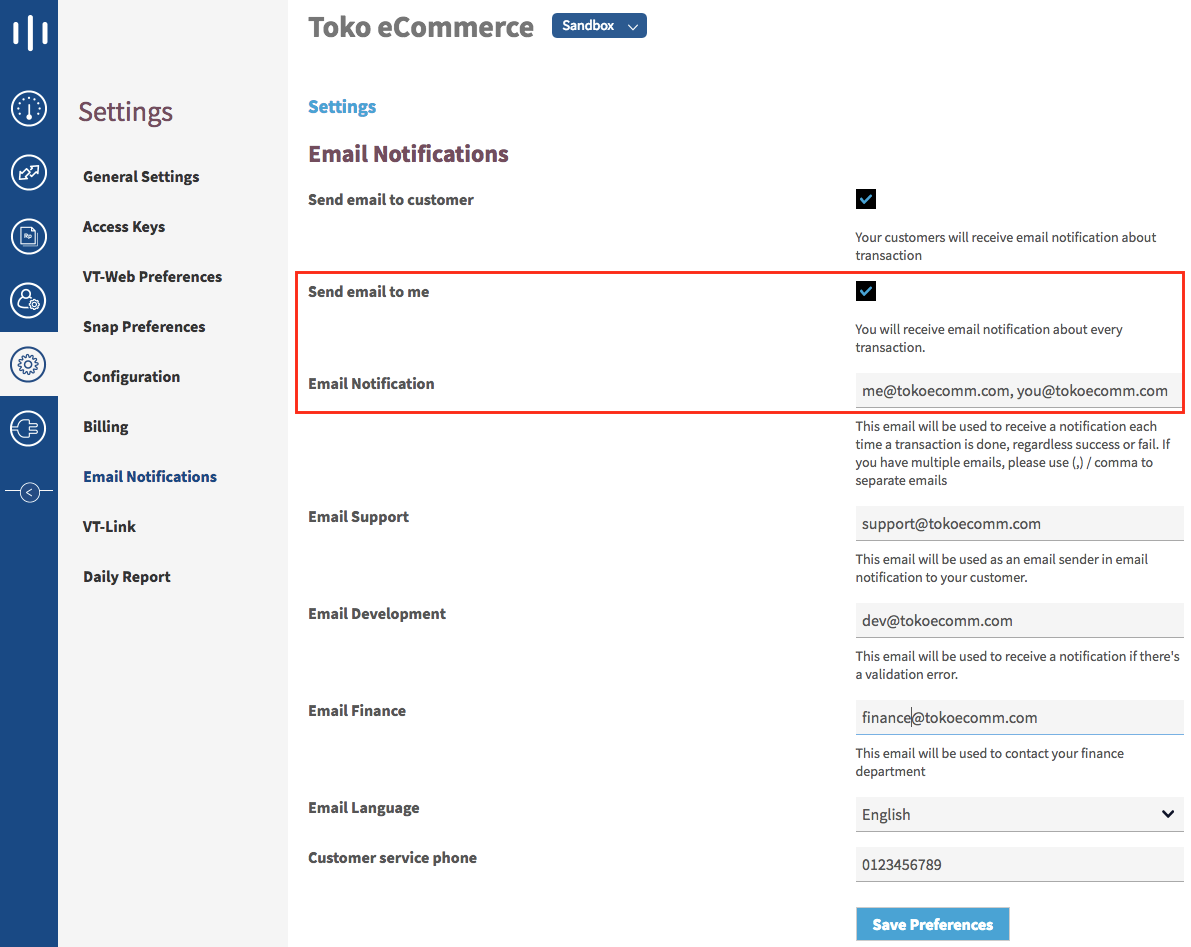 Toko eCommerce
Sandbox
Settings
General Settings
Access Keys
VT-Web Preferences
Snap Preferences
Configuration
Billing
Email Notifications
VT-Link
Daily Report
Rp
Settings
Email Notifications
Send email to customer
Your customers will receive email notification about
transaction
Send email to me
You will receive email notification about every
transaction.
Email Notification
me@tokoecomm.com, you@tokoecomm.com
This email will be used to receive a notification each
time a transaction is done, regardless success or fail. If
you have multiple emails, please use (,) / comma to
separate emails
Email Support
support@tokoecomm.com
This email will be used as an email sender in email
notification to your customer.
Email Development
dev@tokoecomm.com
This email will be used to receive a notification if there's
a validation error.
Email Finance
finance@tokoecomm.com
This email will be used to contact your finance
department
Email Language
English
Customer service phone
0123456789
Save Preferences